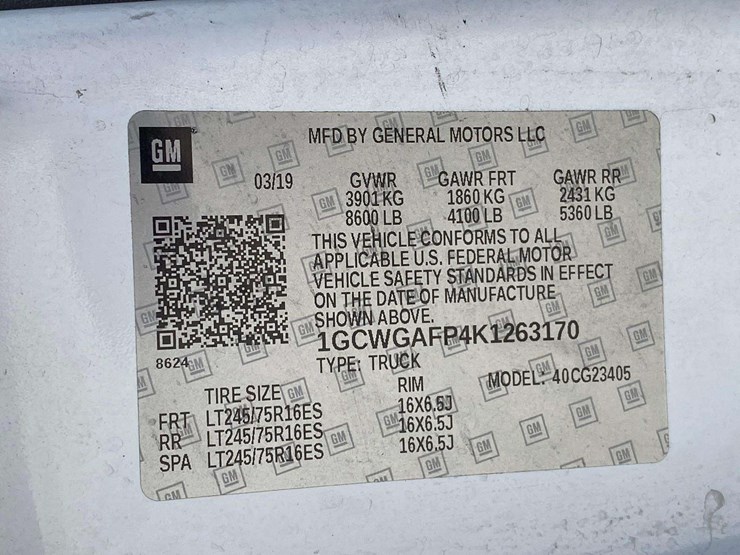 GM
MFD BY GENERAL MOTORS LLC
03/19 GVWR GAWR FRT GAWR RR
3901 KG 1860 KG 2431 KG
8600 LB 4100 LB 5360 LB
THIS VEHICLE CONFORMS TO ALL
APPLICABLE U.S. FEDERAL MOTOR
VEHICLE SAFETY STANDARDS IN EFFECT
ON THE DATE OF MANUFACTURE
SHOWN ABOVE.
1GCWGAFP4K1263170
8624 TYPE: TRUCK MODEL: 40CG23405
TIRE SIZE RIM
FRT LT245/75R16ES 16X6.5J
RR LT245/75R16ES 16X6.5J
SPA LT245/75R16ES 16X6.5J